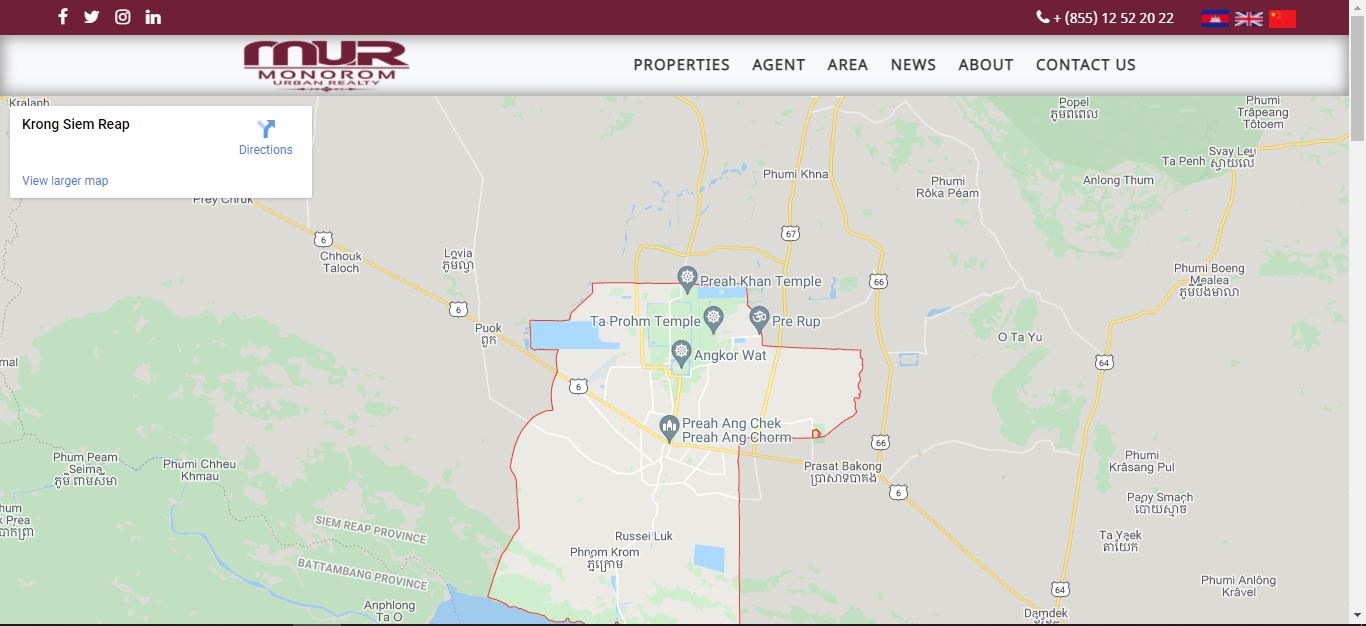 + (855) 12 52 20 22
MUR
MONOROM
URBAN REALTY
PROPERTIES AGENT AREA NEWS ABOUT CONTACT US
Kralanh
Krong Siem Reap
Directions
View larger map
Prey Chruk
Popel
ភូមិពពេល
Phumi
Trâpeang
Tôtoem
Svay Leu
ស្វាយលើ
Ta Penh
Anlong Thum
Phumi Khna
Phumi
Rôka Péam
6
Chhouk
Taloch
Lovia
ភូមិល្វា
67
66
Phumi Boeng
Mealea
ភូមិបឹងមាលា
Preah Khan Temple
Ta Prohm Temple
Pre Rup
Angkor Wat
6
Puok
ពួក
O Ta Yu
64
6
Preah Ang Chek
Preah Ang Chorm
66
Prasat Bakong
ប្រាសាទបាគង
6
Phum Peam
Seima
ភូមិ ពាមសីមា
Phumi Chheu
Khmau
Phumi
Krâsang Pul
Papy Smach
បោយស្មាច
Ta Yaek
តាយ៉ែក
hum
k Prea
SIEM REAP PROVINCE
BATTAMBANG PROVINCE
Russei Luk
Phnom Krom
ភ្នំក្រោម
Anphlong
Ta O
Phumi Anlông
Krâvel
64
Damdek